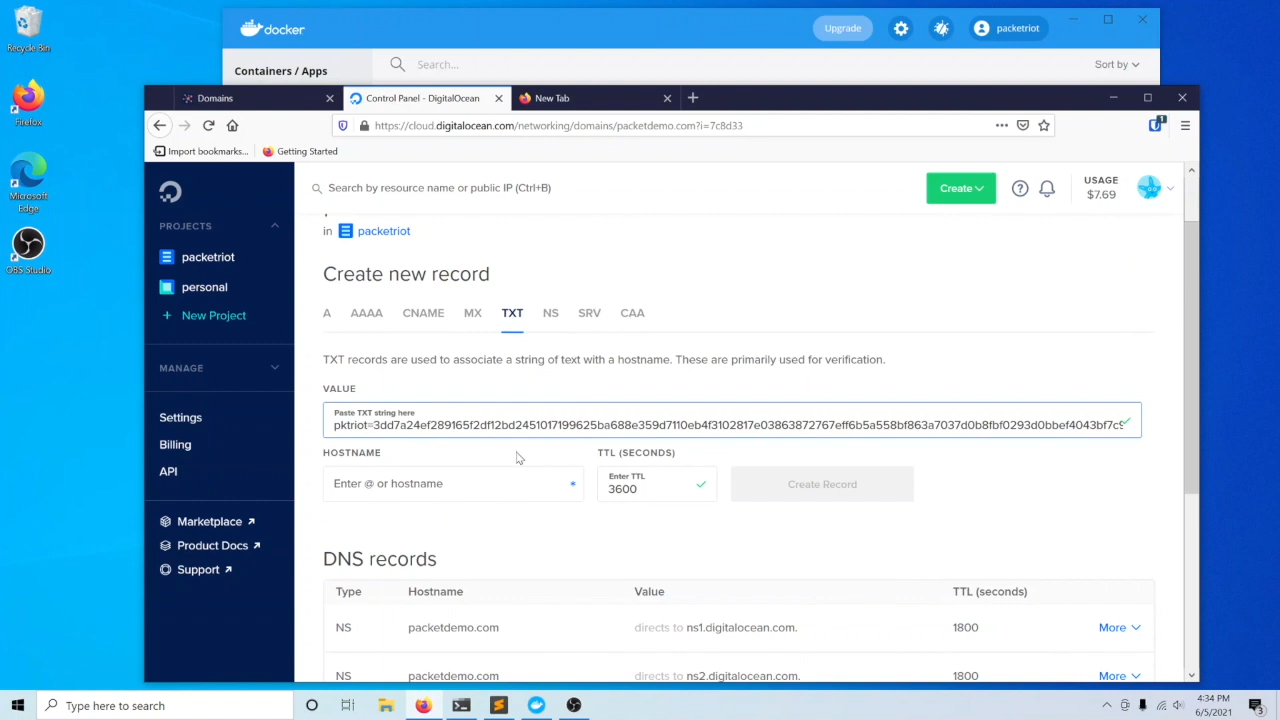 Recycle Bin
Firefox
Microsoft
Edge
OBS Studio
docker
Upgrade
packetriot
Containers / Apps
Search...
Sort by
Domains
Control Panel - DigitalOcean
New Tab
https://cloud.digitalocean.com/networking/domains/packetdemo.com?i=7c8d33
1
Import bookmarks...
Getting Started
Search by resource name or public IP (Ctrl+B)
Create
USAGE
$7.69
PROJECTS
packetriot
personal
+ New Project
MANAGE
Settings
Billing
API
Marketplace
Product Docs
Support
in packetriot
Create new record
A AAAA CNAME MX TXT NS SRV CAA
TXT records are used to associate a string of text with a hostname. These are primarily used for verification.
VALUE
Paste TXT string here
pktriot=3dd7a24ef289165f2df12bd2451017199625ba688e359d7110eb4f3102817e03863872767eff6b5a558bf863a7037d0b8fbf0293d0bbef4043bf7c9
HOSTNAME
TTL (SECONDS)
Enter @ or hostname *
Enter TTL
3600
Create Record
DNS records
Type Hostname Value TTL (seconds)
NS packetdemo.com directs to ns1.digitalocean.com. 1800 More
NS packetdemo.com directs to ns2.digitalocean.com. 1800 More
Type here to search
4:34 PM
6/5/2021
3